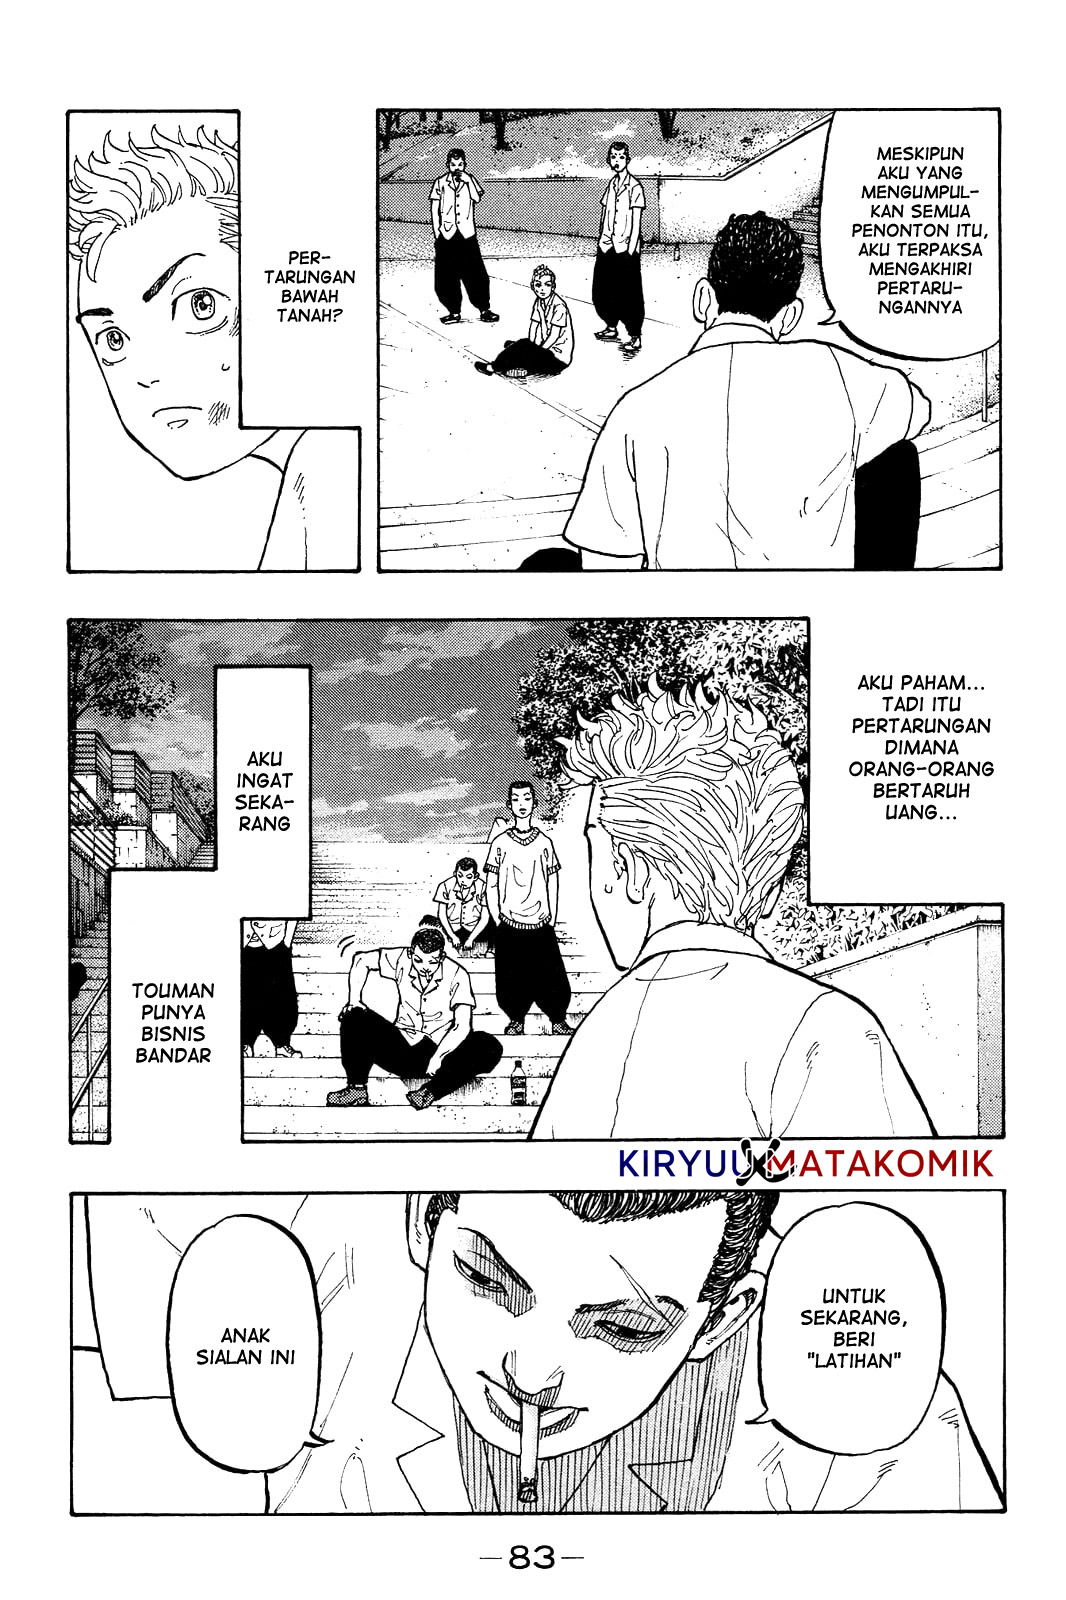 MESKIPUN
AKU YANG
MENGUMPUL-
KAN SEMUA
PENONTON ITU,
AKU TERPAKSA
MENGAKHIRI
PERTARU-
NGANNYA
PER-
TARUNGAN
BAWAH
TANAH?
AKU PAHAM...
TADI ITU
PERTARUNGAN
DIMANA
ORANG-ORANG
BERTARUH
UANG...
AKU
INGAT
SEKA-
RANG
TOUMAN
PUNYA
BISNIS
BANDAR
KIRYUU X MATAKOMIK
UNTUK
SEKARANG,
BERI
"LATIHAN"
ANAK
SIALAN INI
-83-